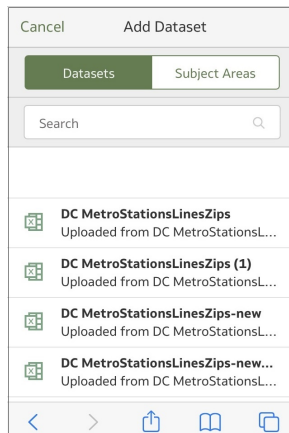 Cancel Add Dataset
Datasets Subject Areas
Search
DC MetroStationsLinesZips
Uploaded from DC MetroStationsL...
DC MetroStationsLinesZips (1)
Uploaded from DC MetroStationsL...
DC MetroStationsLinesZips-new
Uploaded from DC MetroStationsL...
DC MetroStationsLinesZips-new...
Uploaded from DC MetroStationsL...